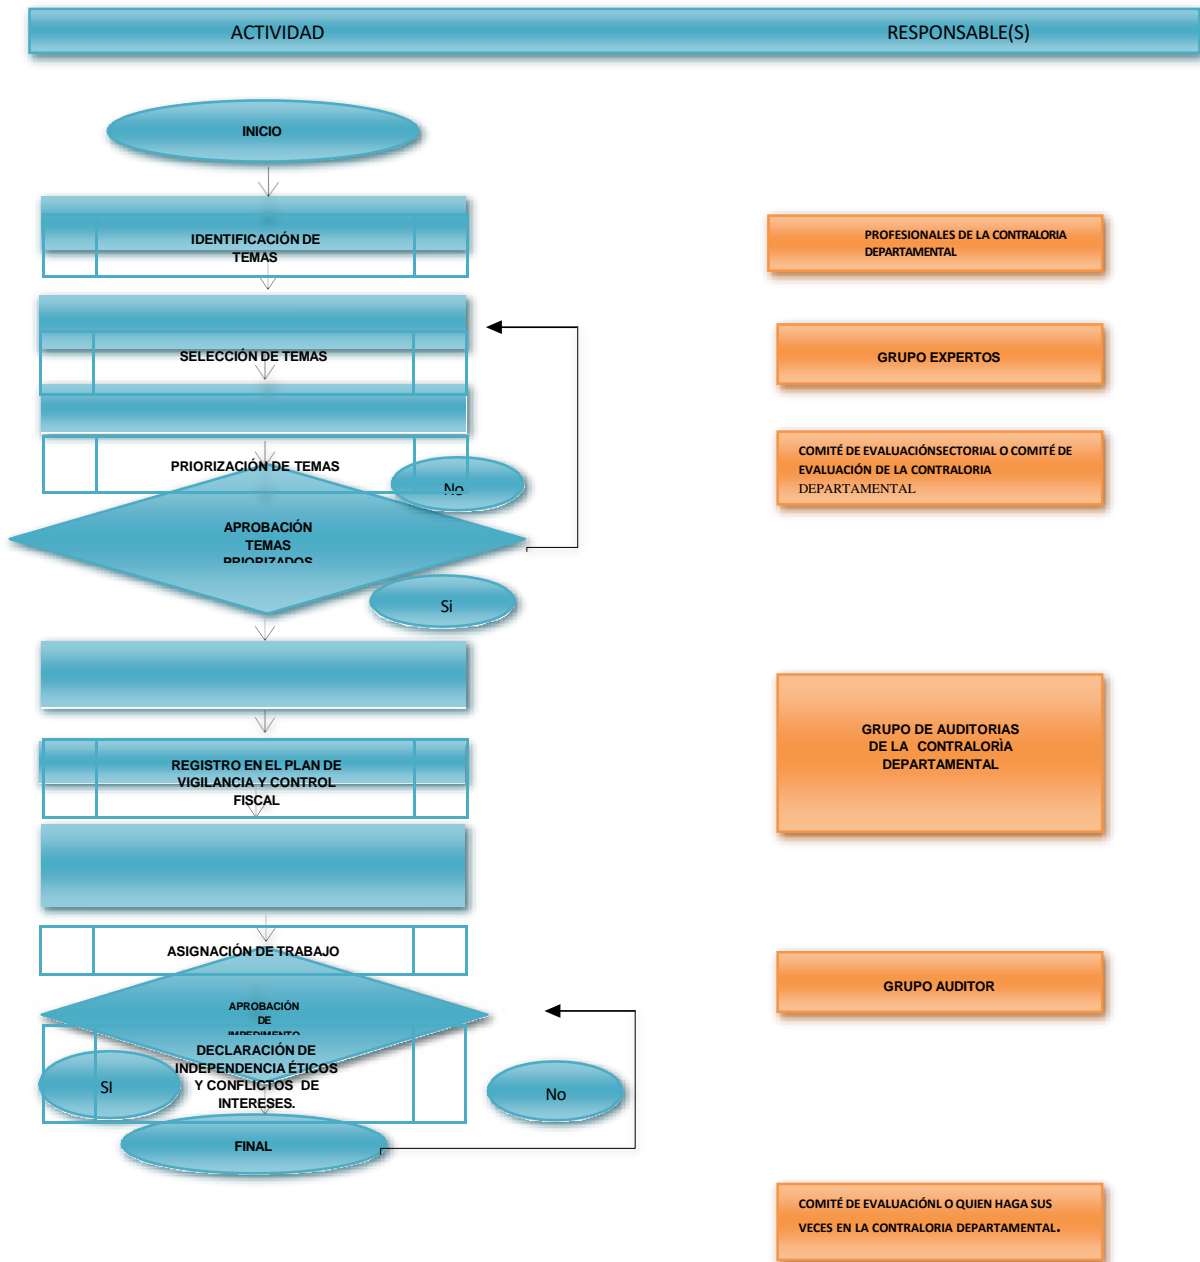 ACTIVIDAD RESPONSABLE(S)
INICIO
IDENTIFICACIÓN DE
TEMAS
PROFESIONALES DE LA CONTRALORIA
DEPARTAMENTAL
SELECCIÓN DE TEMAS
GRUPO EXPERTOS
PRIORIZACIÓN DE TEMAS
COMITÉ DE EVALUACIÓNSECTORIAL O COMITÉ DE
EVALUACIÓN DE LA CONTRALORIA
DEPARTAMENTAL
No
APROBACIÓN
TEMAS
PRIORIZADOS
Si
REGISTRO EN EL PLAN DE
VIGILANCIA Y CONTROL
FISCAL
GRUPO DE AUDITORIAS
DE LA CONTRALORÌA
DEPARTAMENTAL
ASIGNACIÓN DE TRABAJO
GRUPO AUDITOR
APROBACIÓN
DE
IMPEDIMENTO
DECLARACIÓN DE
INDEPENDENCIA ÉTICOS
Y CONFLICTOS DE
INTERESES.
SI
No
FINAL
COMITÉ DE EVALUACIÓNL O QUIEN HAGA SUS
VECES EN LA CONTRALORIA DEPARTAMENTAL.